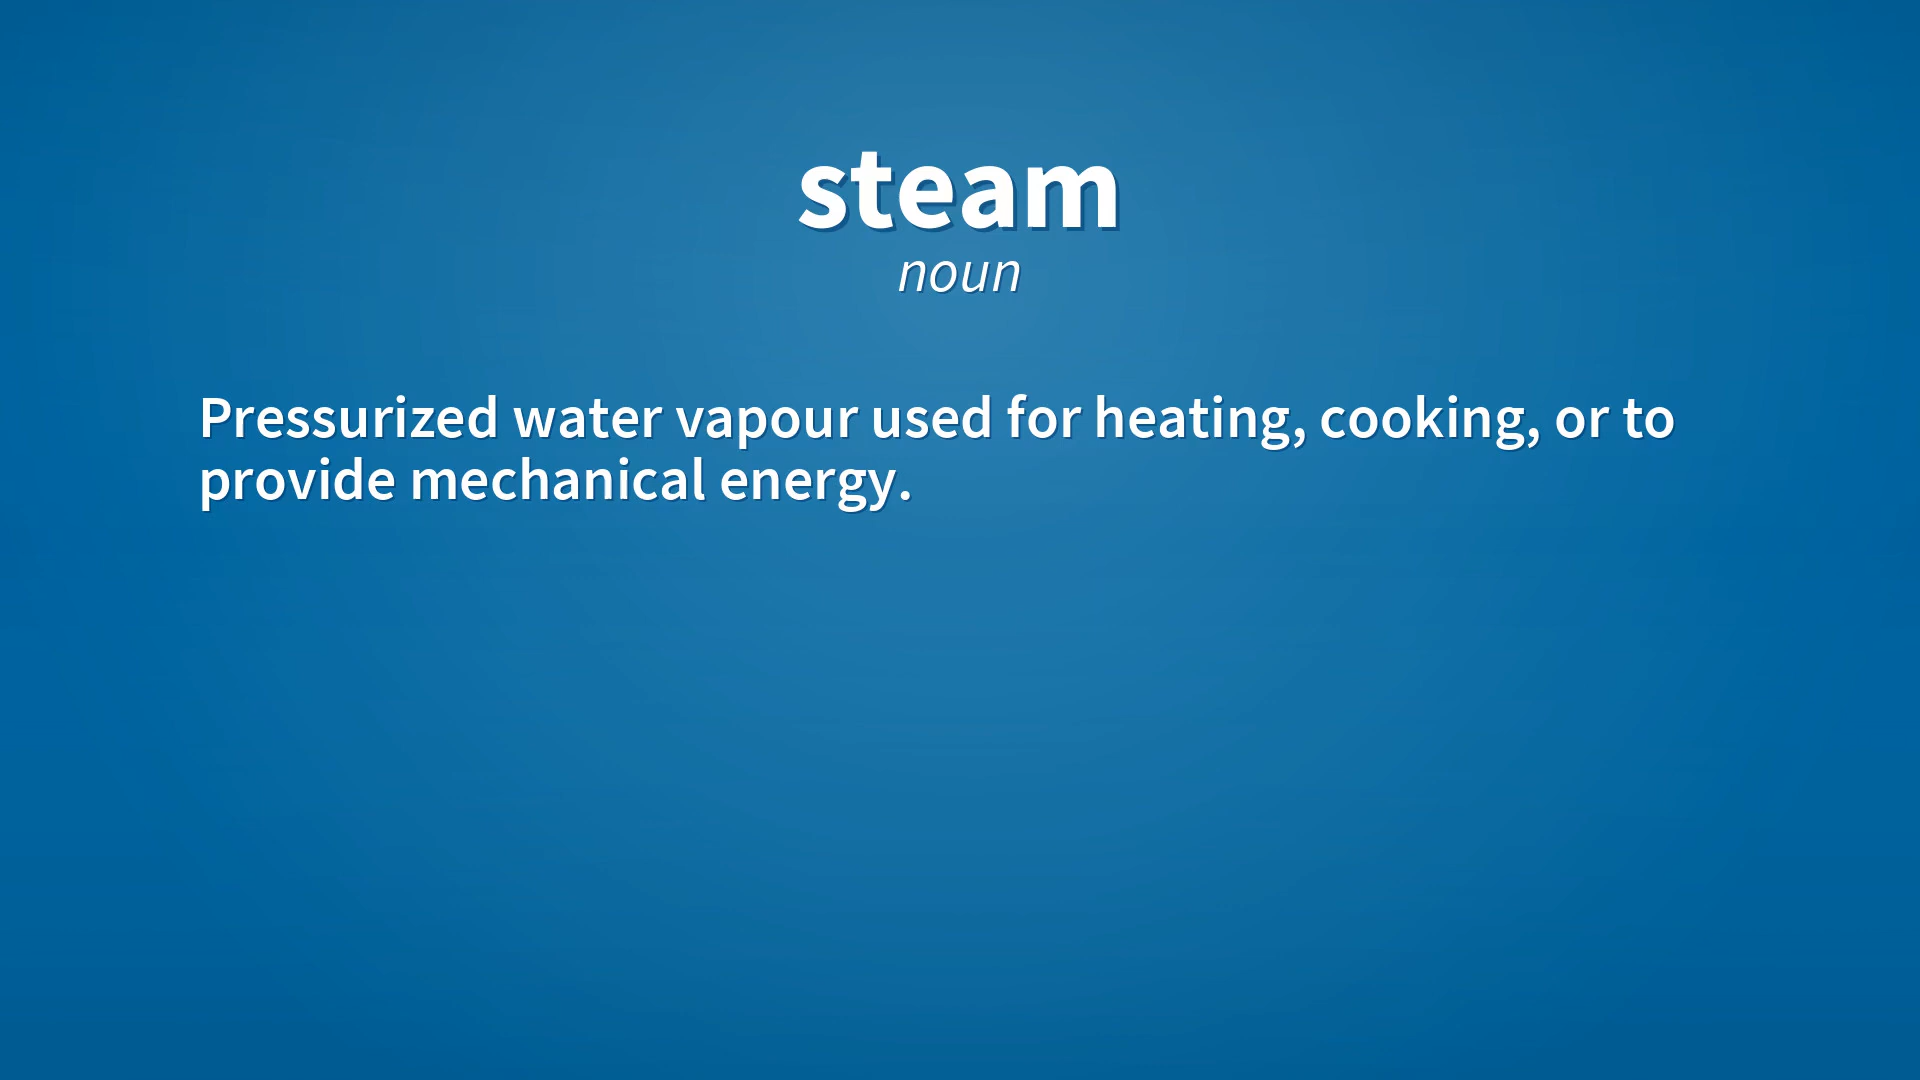 steam
noun
Pressurized water vapour used for heating, cooking, or to
provide mechanical energy.